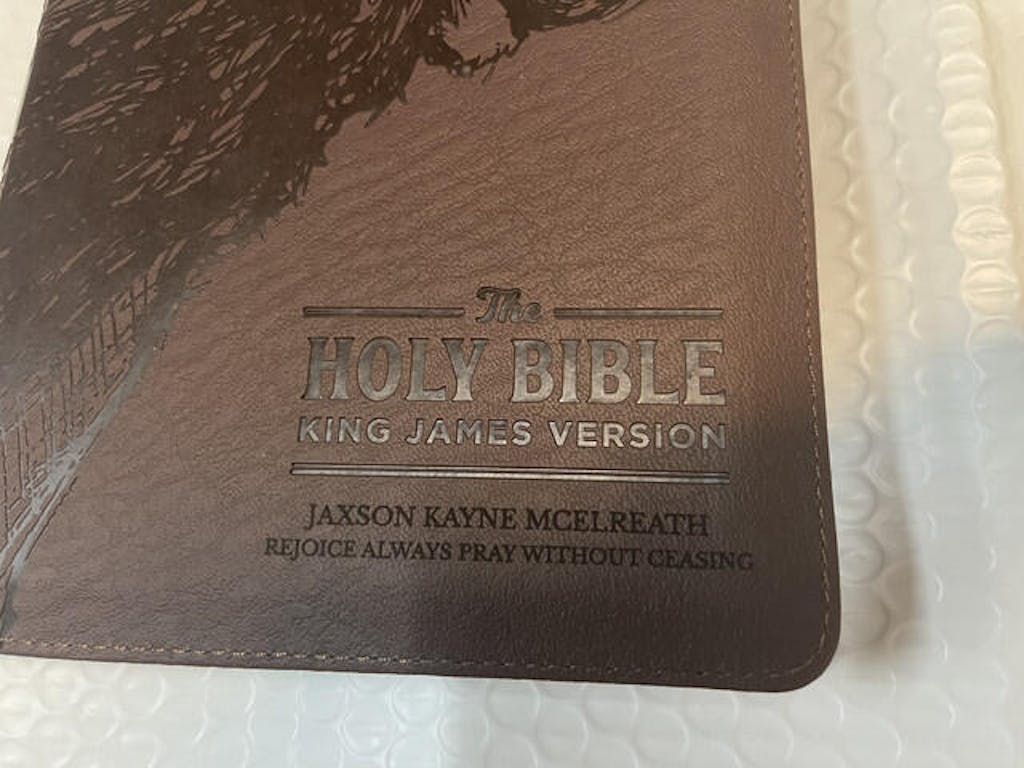 The
HOLY BIBLE
KING JAMES VERSION
JAXSON KAYNE MCELREATH
REJOICE ALWAYS PRAY WITHOUT CEASING